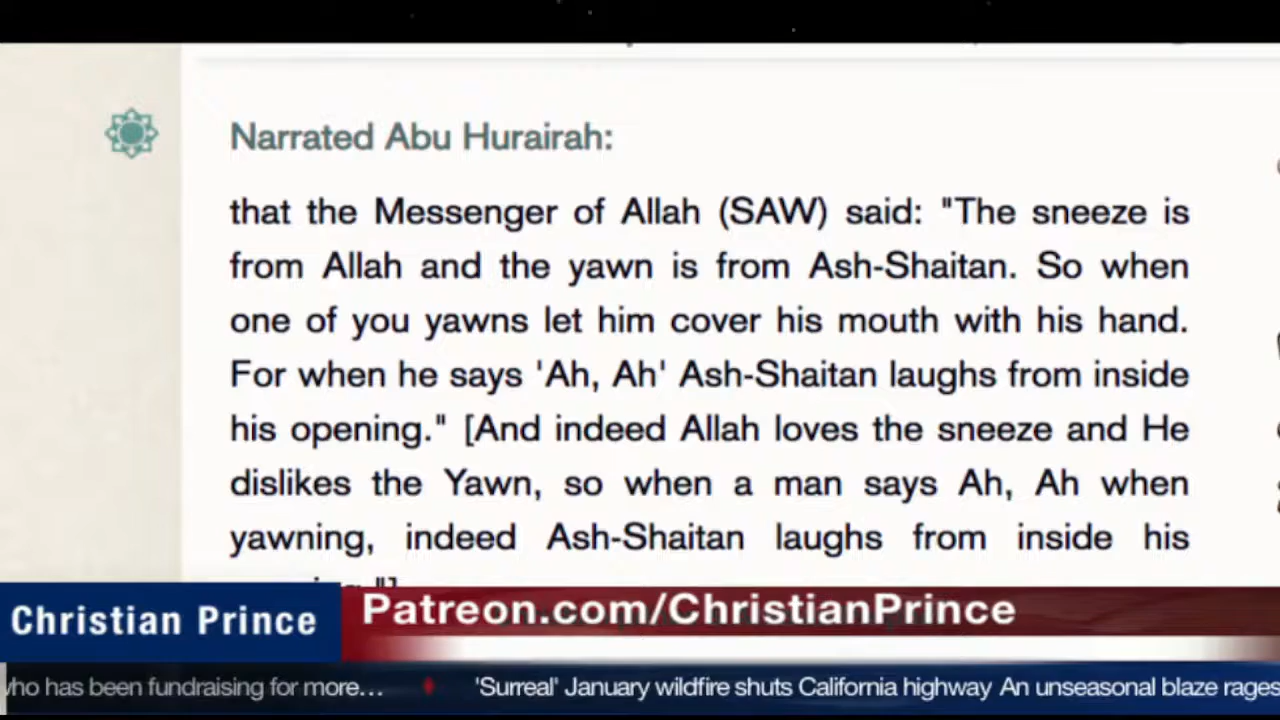 Narrated Abu Hurairah:
that the Messenger of Allah (SAW) said: "The sneeze is
from Allah and the yawn is from Ash-Shaitan. So when
one of you yawns let him cover his mouth with his hand.
For when he says 'Ah, Ah' Ash-Shaitan laughs from inside
his opening." [And indeed Allah loves the sneeze and He
dislikes the Yawn, so when a man says Ah, Ah when
yawning, indeed Ash-Shaitan laughs from inside his
Christian Prince
Patreon.com/ChristianPrince
who has been fundraising for more... 'Surreal' January wildfire shuts California highway An unseasonal blaze rages